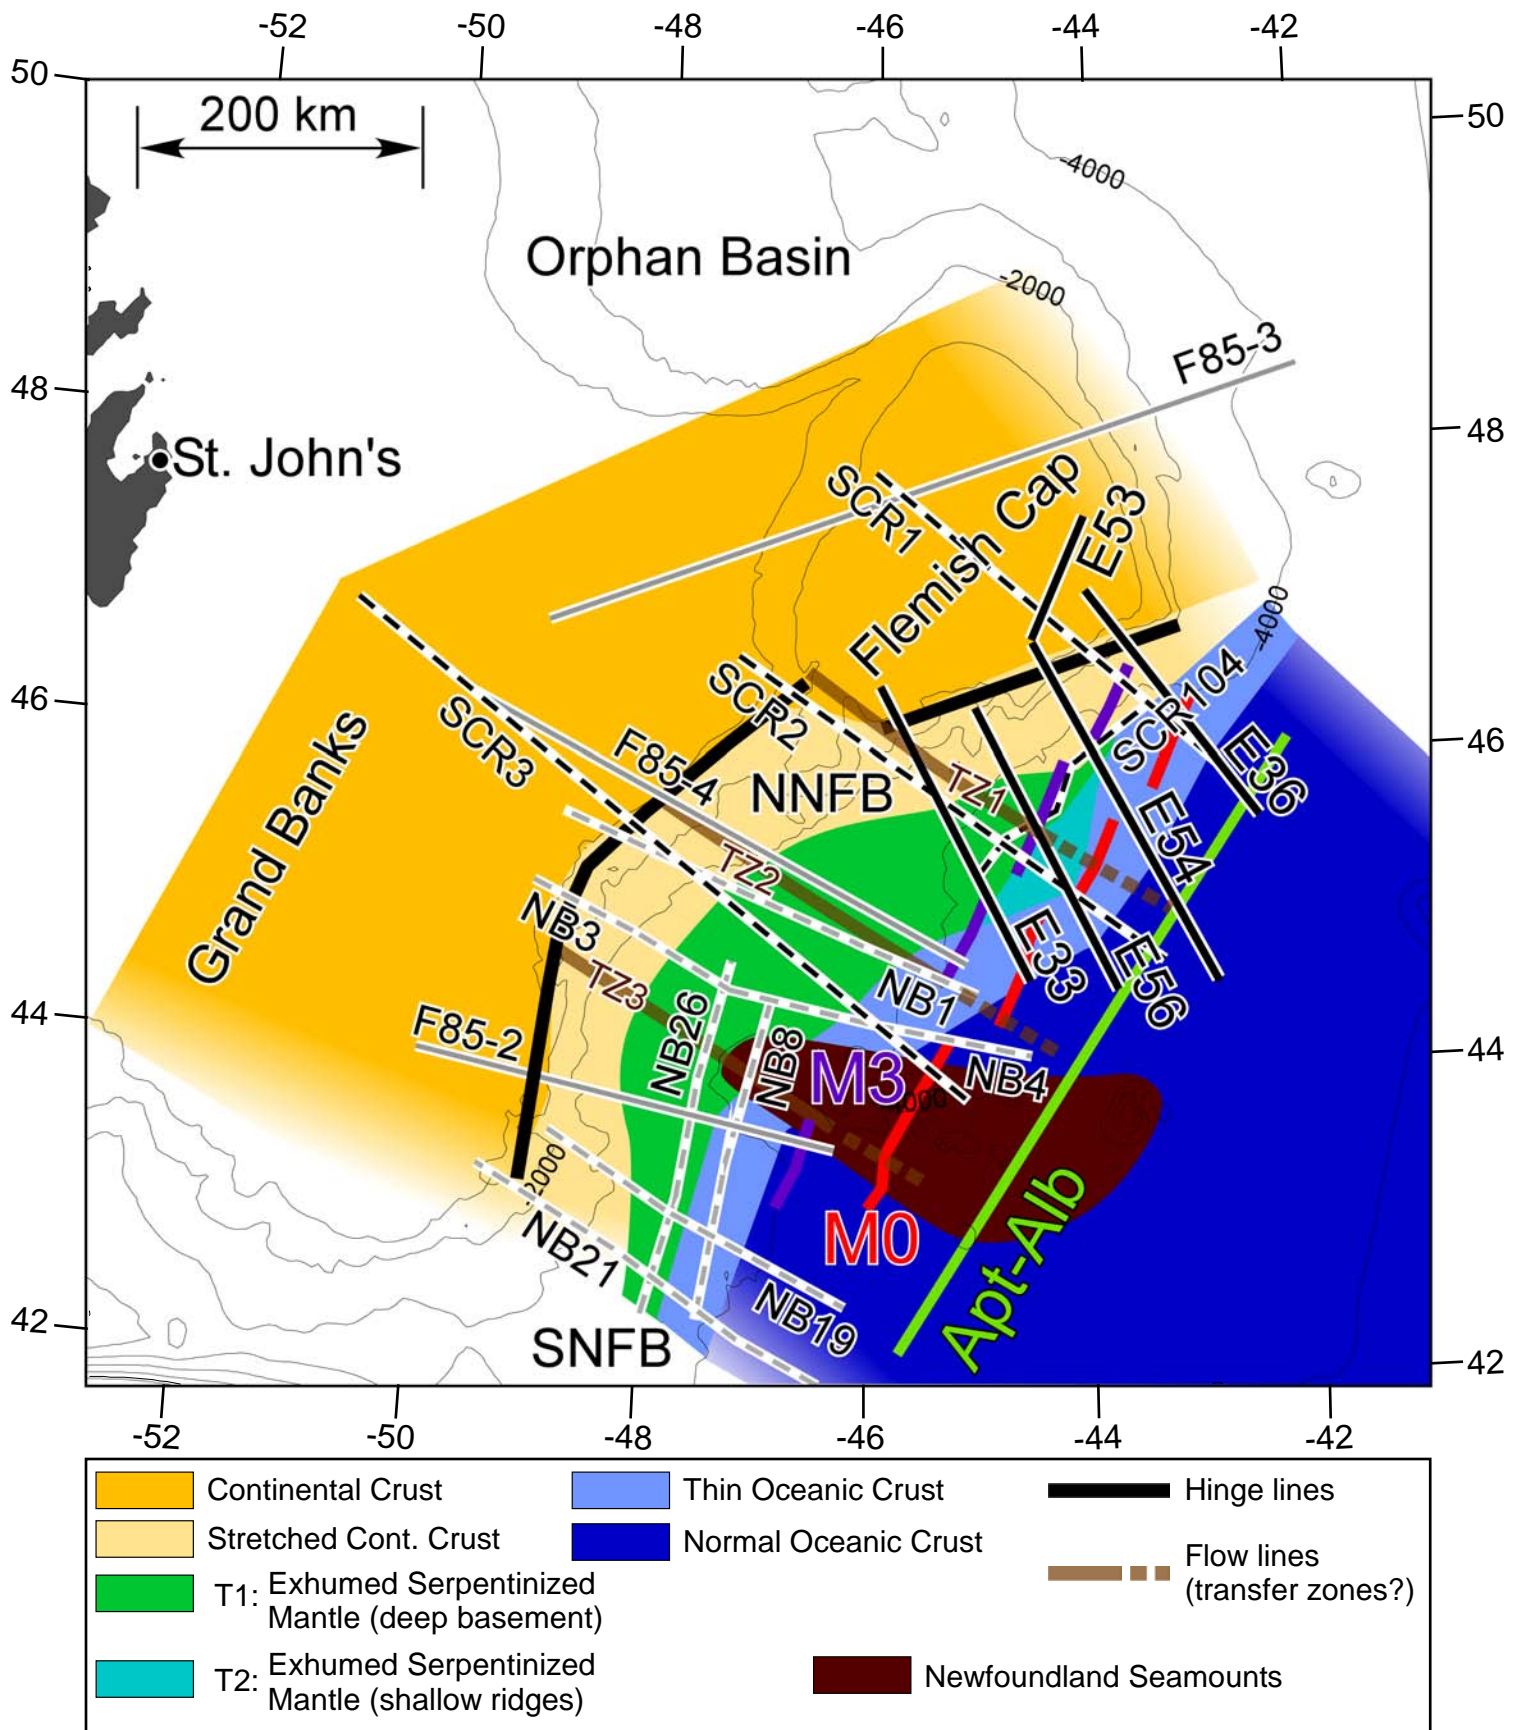 -52
-50
-48
-46
-44
-42
50
50
200 km
-4000
Orphan Basin
-2000
F85-3
48
48
St. John's
SCR1
Flemish Cap
E53
-4000
46
46
SCR2
SCR104
SCR3
F85-4
NNFB
TZ1
E36
Grand Banks
E54
TZ2
NB3
TZ3
NB1
E33
E56
44
44
F85-2
NB26
NB8
M3
NB4
-4000
-2000
NB21
M0
Apt-Alb
NB19
42
42
SNFB
-52
-50
-48
-46
-44
-42
Continental Crust
Thin Oceanic Crust
Hinge lines
Stretched Cont. Crust
Normal Oceanic Crust
T1: Exhumed Serpentinized
Mantle (deep basement)
Flow lines
(transfer zones?)
T2: Exhumed Serpentinized
Mantle (shallow ridges)
Newfoundland Seamounts